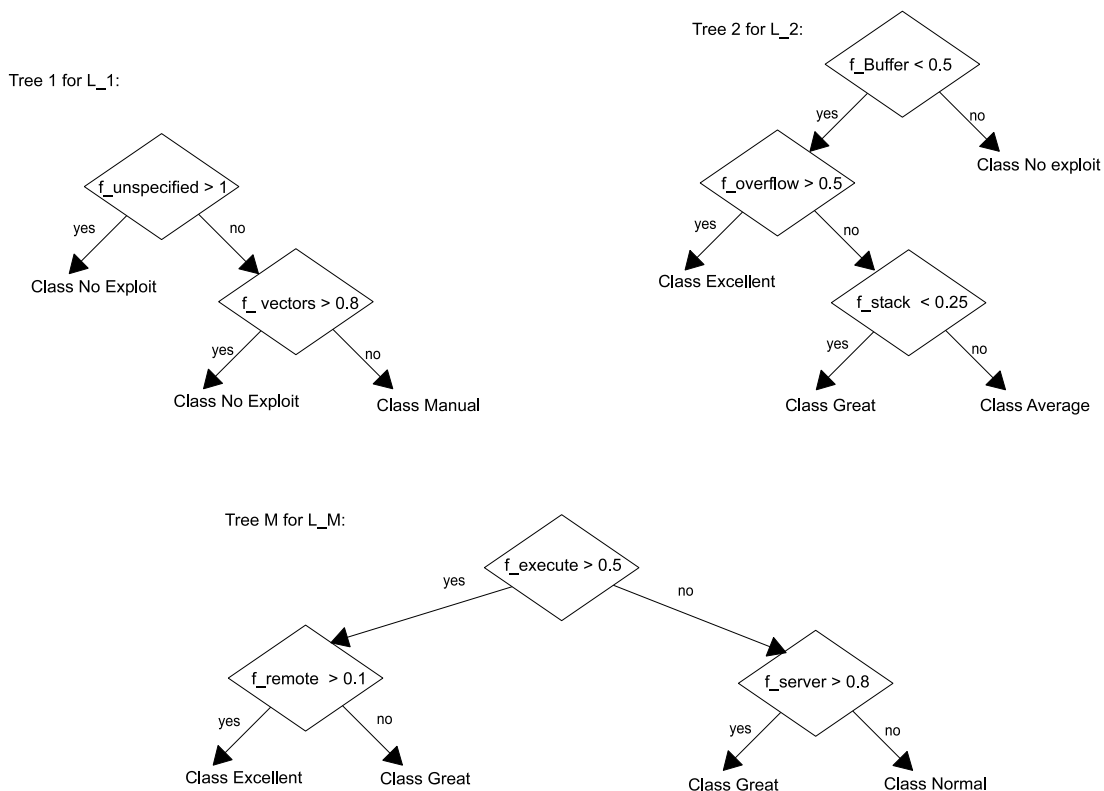 Tree 1 for L_1:
f_unspecified > 1
yes
no
Class No Exploit
f_ vectors > 0.8
yes
no
Class No Exploit
Class Manual
Tree 2 for L_2:
f_Buffer < 0.5
yes
no
Class No exploit
f_overflow > 0.5
yes
no
Class Excellent
f_stack < 0.25
yes
no
Class Great
Class Average
Tree M for L_M:
f_execute > 0.5
yes
no
f_remote > 0.1
yes
no
Class Excellent
Class Great
f_server > 0.8
yes
no
Class Great
Class Normal